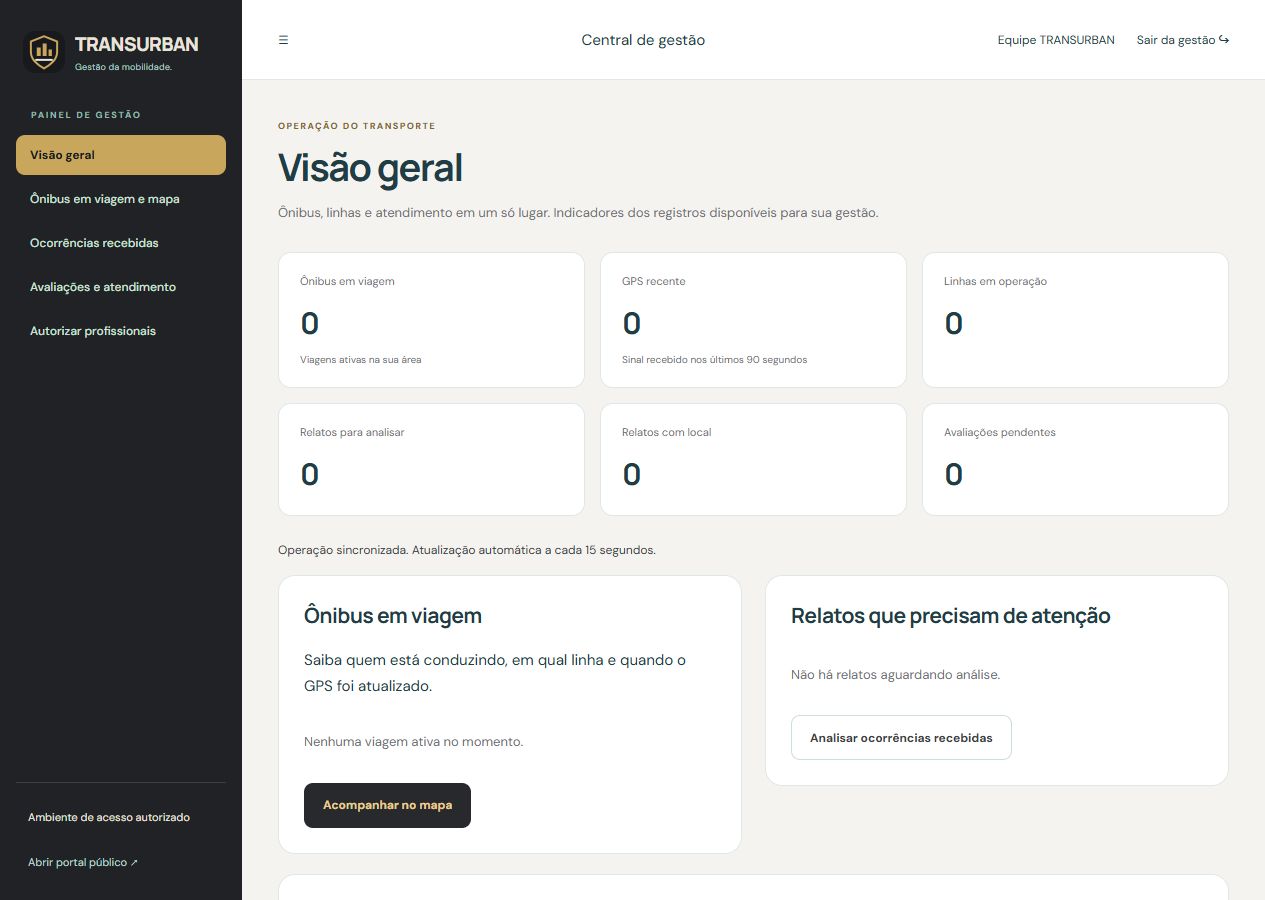 TRANSURBAN
Gestão da mobilidade.
PAINEL DE GESTÃO
Visão geral
Ônibus em viagem e mapa
Ocorrências recebidas
Avaliações e atendimento
Autorizar profissionais
Ambiente de acesso autorizado
Abrir portal público ↗
☰
Central de gestão
Equipe TRANSURBAN
Sair da gestão ↪
OPERAÇÃO DO TRANSPORTE
Visão geral
Ônibus, linhas e atendimento em um só lugar. Indicadores dos registros disponíveis para sua gestão.
Ônibus em viagem
0
Viagens ativas na sua área
GPS recente
0
Sinal recebido nos últimos 90 segundos
Linhas em operação
0
Relatos para analisar
0
Relatos com local
0
Avaliações pendentes
0
Operação sincronizada. Atualização automática a cada 15 segundos.
Ônibus em viagem
Saiba quem está conduzindo, em qual linha e quando o
GPS foi atualizado.
Nenhuma viagem ativa no momento.
Acompanhar no mapa
Relatos que precisam de atenção
Não há relatos aguardando análise.
Analisar ocorrências recebidas